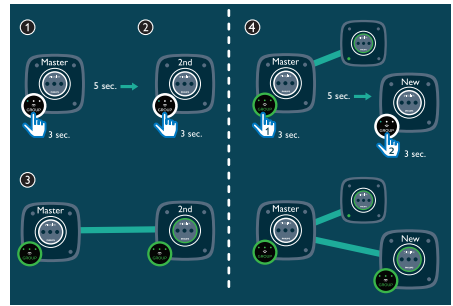 1
2
Master
2nd
5 sec.
GROUP
3 sec.
GROUP
3 sec.
3
Master
2nd
GROUP
GROUP
4
Master
New
5 sec.
GROUP
1
3 sec.
GROUP
2
3 sec.
Master
New
GROUP
GROUP